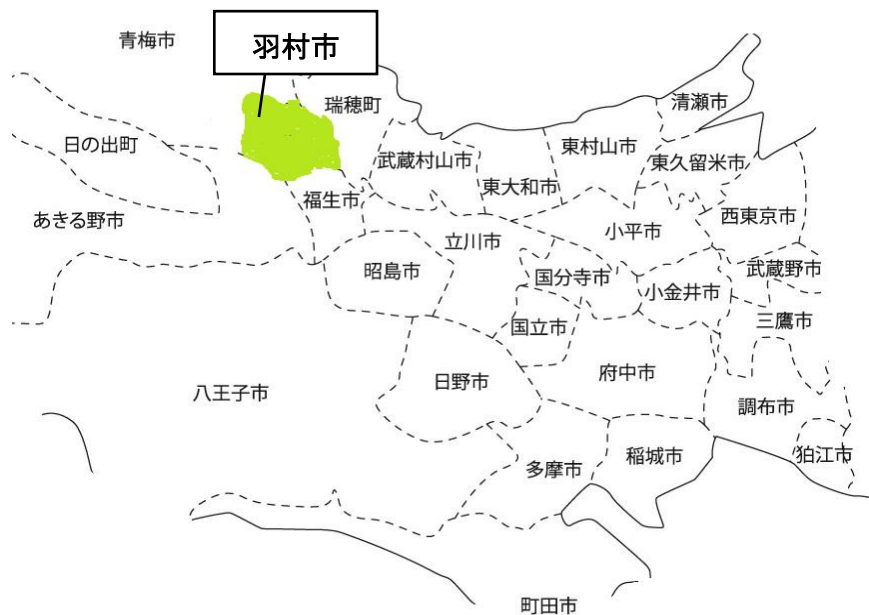 青梅市
羽村市
瑞穂町
清瀬市
日の出町
武蔵村山市
東村山市
東久留米市
東大和市
福生市
あきる野市
西東京市
立川市
小平市
昭島市
国分寺市
武蔵野市
小金井市
国立市
三鷹市
八王子市
日野市
府中市
調布市
多摩市
稲城市
狛江市
町田市